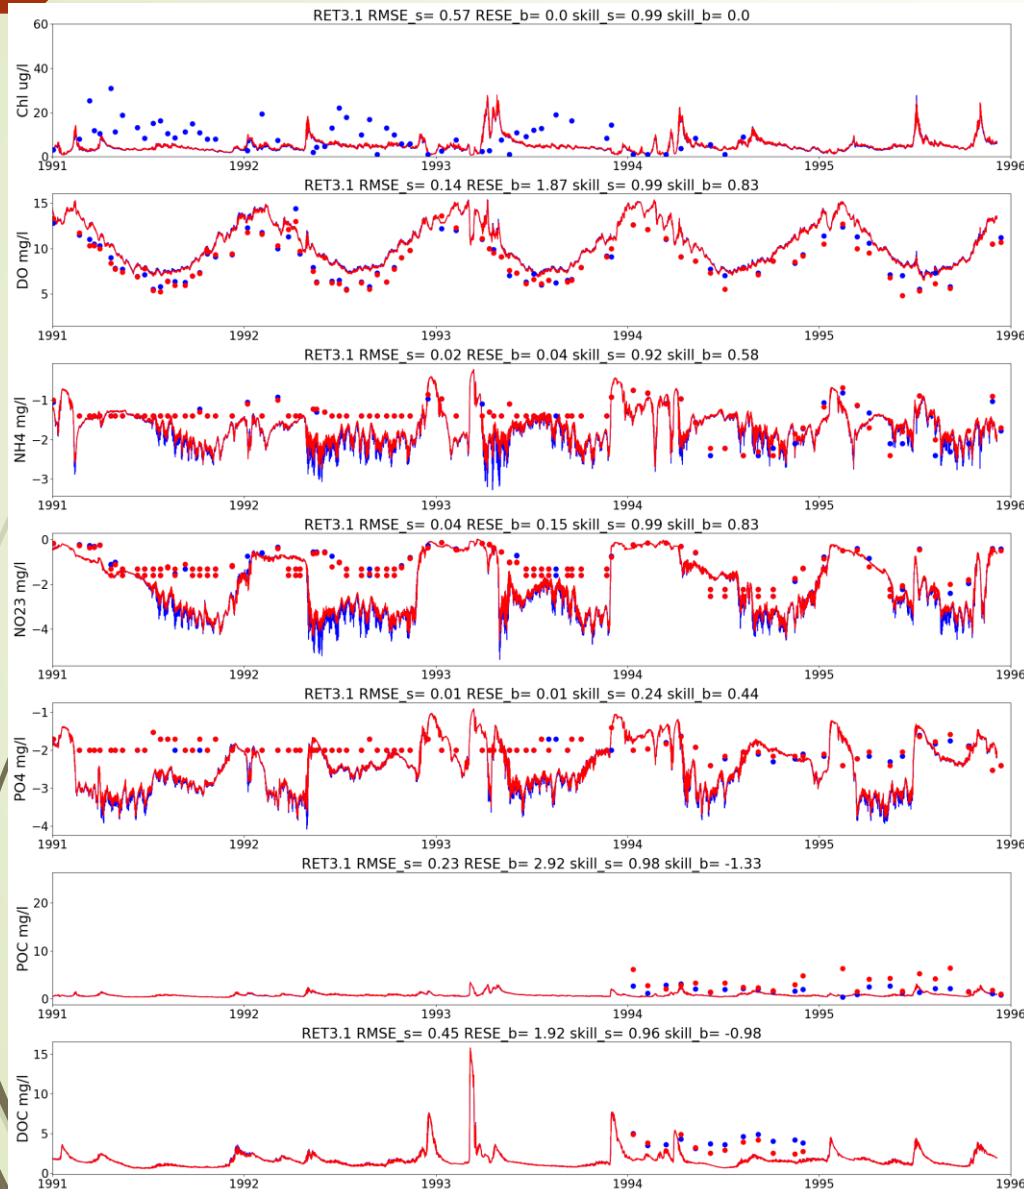 RET3.1 RMSE_s= 0.57 RESE_b= 0.0 skill_s= 0.99 skill_b= 0.0
Chl ug/l
60
40
20
0
1991 1992 1993 1994 1995 1996
RET3.1 RMSE_s= 0.14 RESE_b= 1.87 skill_s= 0.99 skill_b= 0.83
DO mg/l
15
10
5
1991 1992 1993 1994 1995 1996
RET3.1 RMSE_s= 0.02 RESE_b= 0.04 skill_s= 0.92 skill_b= 0.58
NH4 mg/l
−1
−2
−3
1991 1992 1993 1994 1995 1996
RET3.1 RMSE_s= 0.04 RESE_b= 0.15 skill_s= 0.99 skill_b= 0.83
NO23 mg/l
0
−2
−4
1991 1992 1993 1994 1995 1996
RET3.1 RMSE_s= 0.01 RESE_b= 0.01 skill_s= 0.24 skill_b= 0.44
PO4 mg/l
−1
−2
−3
−4
1991 1992 1993 1994 1995 1996
RET3.1 RMSE_s= 0.23 RESE_b= 2.92 skill_s= 0.98 skill_b= -1.33
POC mg/l
20
10
0
1991 1992 1993 1994 1995 1996
RET3.1 RMSE_s= 0.45 RESE_b= 1.92 skill_s= 0.96 skill_b= -0.98
DOC mg/l
15
10
5
0
1991 1992 1993 1994 1995 1996